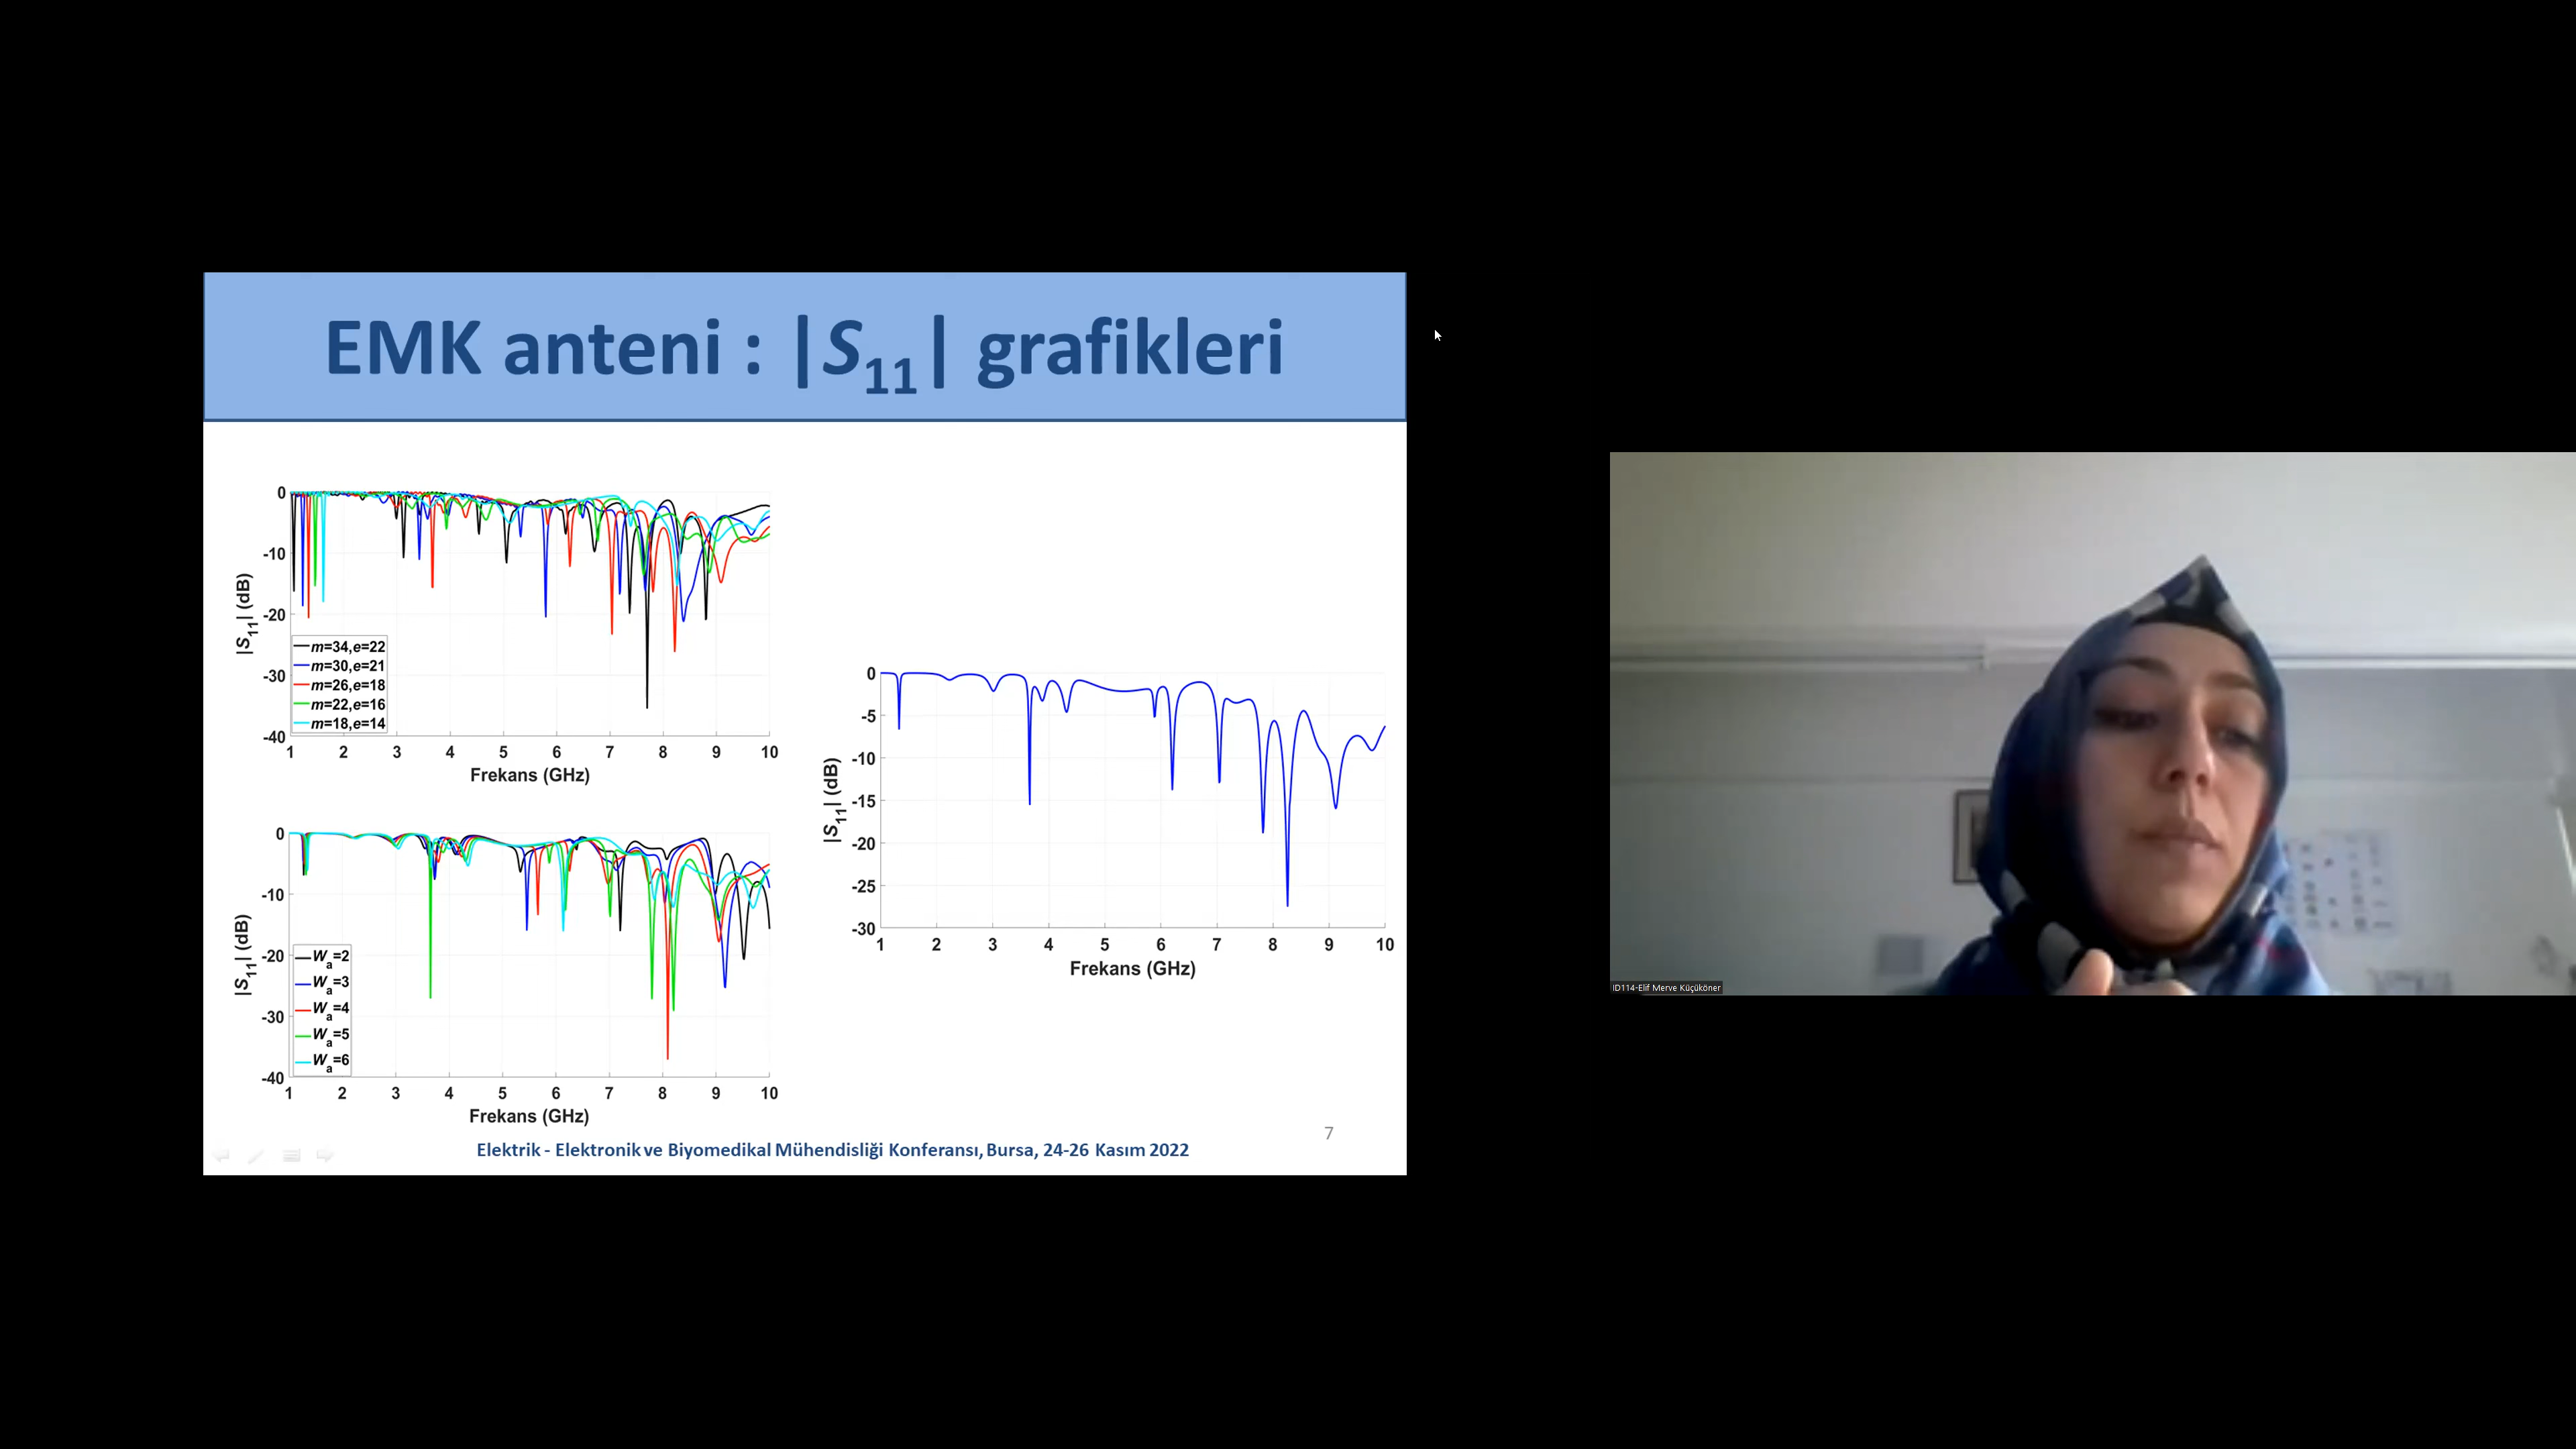 EMK anteni : |S11| grafikleri
0
-10
-20
-30
-40
|S11| (dB)
m=34,e=22
m=30,e=21
m=26,e=18
m=22,e=16
m=18,e=14
1 2 3 4 5 6 7 8 9 10
Frekans (GHz)
0
-10
-20
-30
-40
|S11| (dB)
Wa=2
Wa=3
Wa=4
Wa=5
Wa=6
1 2 3 4 5 6 7 8 9 10
Frekans (GHz)
0
-5
-10
-15
-20
-25
-30
|S11| (dB)
1 2 3 4 5 6 7 8 9 10
Frekans (GHz)
7
Elektrik - Elektronik ve Biyomedikal Mühendisliği Konferansı, Bursa, 24-26 Kasım 2022
ID114-Elif Merve Küçüköner